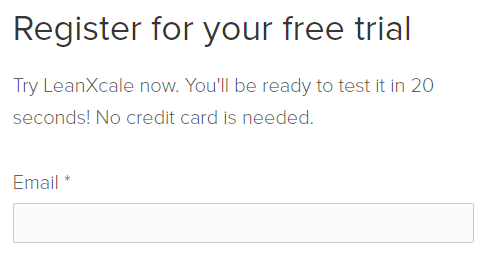 Register for your free trial
Try LeanXcale now. You'll be ready to test it in 20
seconds! No credit card is needed.
Email *